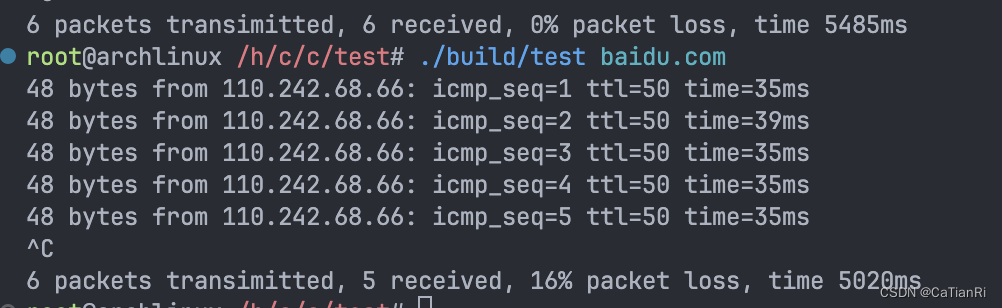 6 packets transimitted, 6 received, 0% packet loss, time 5485ms
root@archlinux /h/c/c/test# ./build/test baidu.com
48 bytes from 110.242.68.66: icmp_seq=1 ttl=50 time=35ms
48 bytes from 110.242.68.66: icmp_seq=2 ttl=50 time=39ms
48 bytes from 110.242.68.66: icmp_seq=3 ttl=50 time=35ms
48 bytes from 110.242.68.66: icmp_seq=4 ttl=50 time=35ms
48 bytes from 110.242.68.66: icmp_seq=5 ttl=50 time=35ms
^C
6 packets transimitted, 5 received, 16% packet loss, time 5020ms
CSDN @CaTianRi
root@archlinux /h/c/c/test#